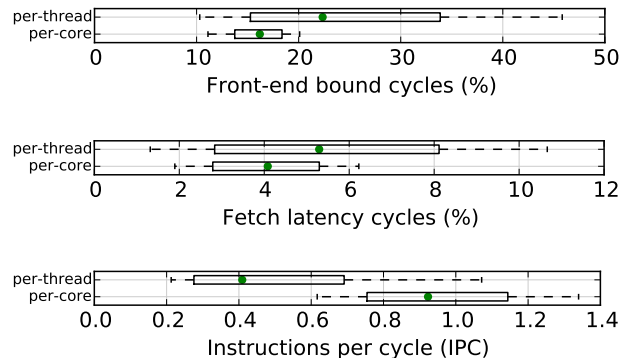 per-thread
per-core
0 10 20 30 40 50
Front-end bound cycles (%)
per-thread
per-core
0 2 4 6 8 10 12
Fetch latency cycles (%)
per-thread
per-core
0.0 0.2 0.4 0.6 0.8 1.0 1.2 1.4
Instructions per cycle (IPC)